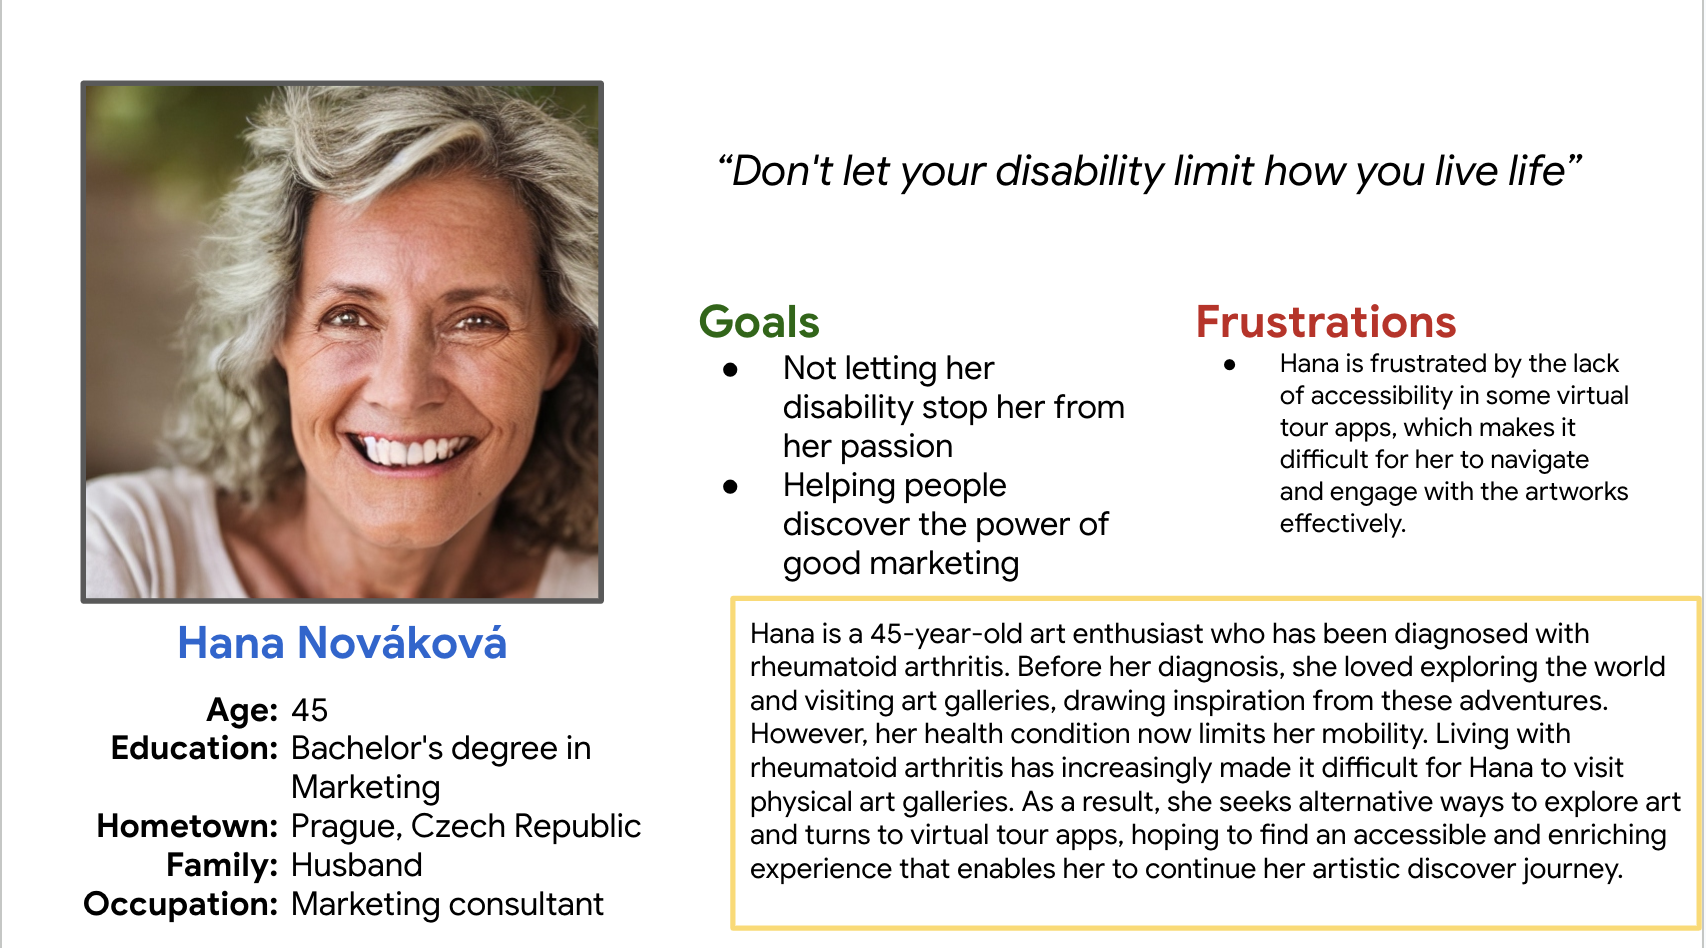 “Don't let your disability limit how you live life”
Goals
● Not letting her
disability stop her from
her passion
● Helping people
discover the power of
good marketing
Frustrations
● Hana is frustrated by the lack
of accessibility in some virtual
tour apps, which makes it
difficult for her to navigate
and engage with the artworks
effectively.
Hana Nováková
Age: 45
Education: Bachelor's degree in
Marketing
Hometown: Prague, Czech Republic
Family: Husband
Occupation: Marketing consultant
Hana is a 45-year-old art enthusiast who has been diagnosed with
rheumatoid arthritis. Before her diagnosis, she loved exploring the world
and visiting art galleries, drawing inspiration from these adventures.
However, her health condition now limits her mobility. Living with
rheumatoid arthritis has increasingly made it difficult for Hana to visit
physical art galleries. As a result, she seeks alternative ways to explore art
and turns to virtual tour apps, hoping to find an accessible and enriching
experience that enables her to continue her artistic discover journey.